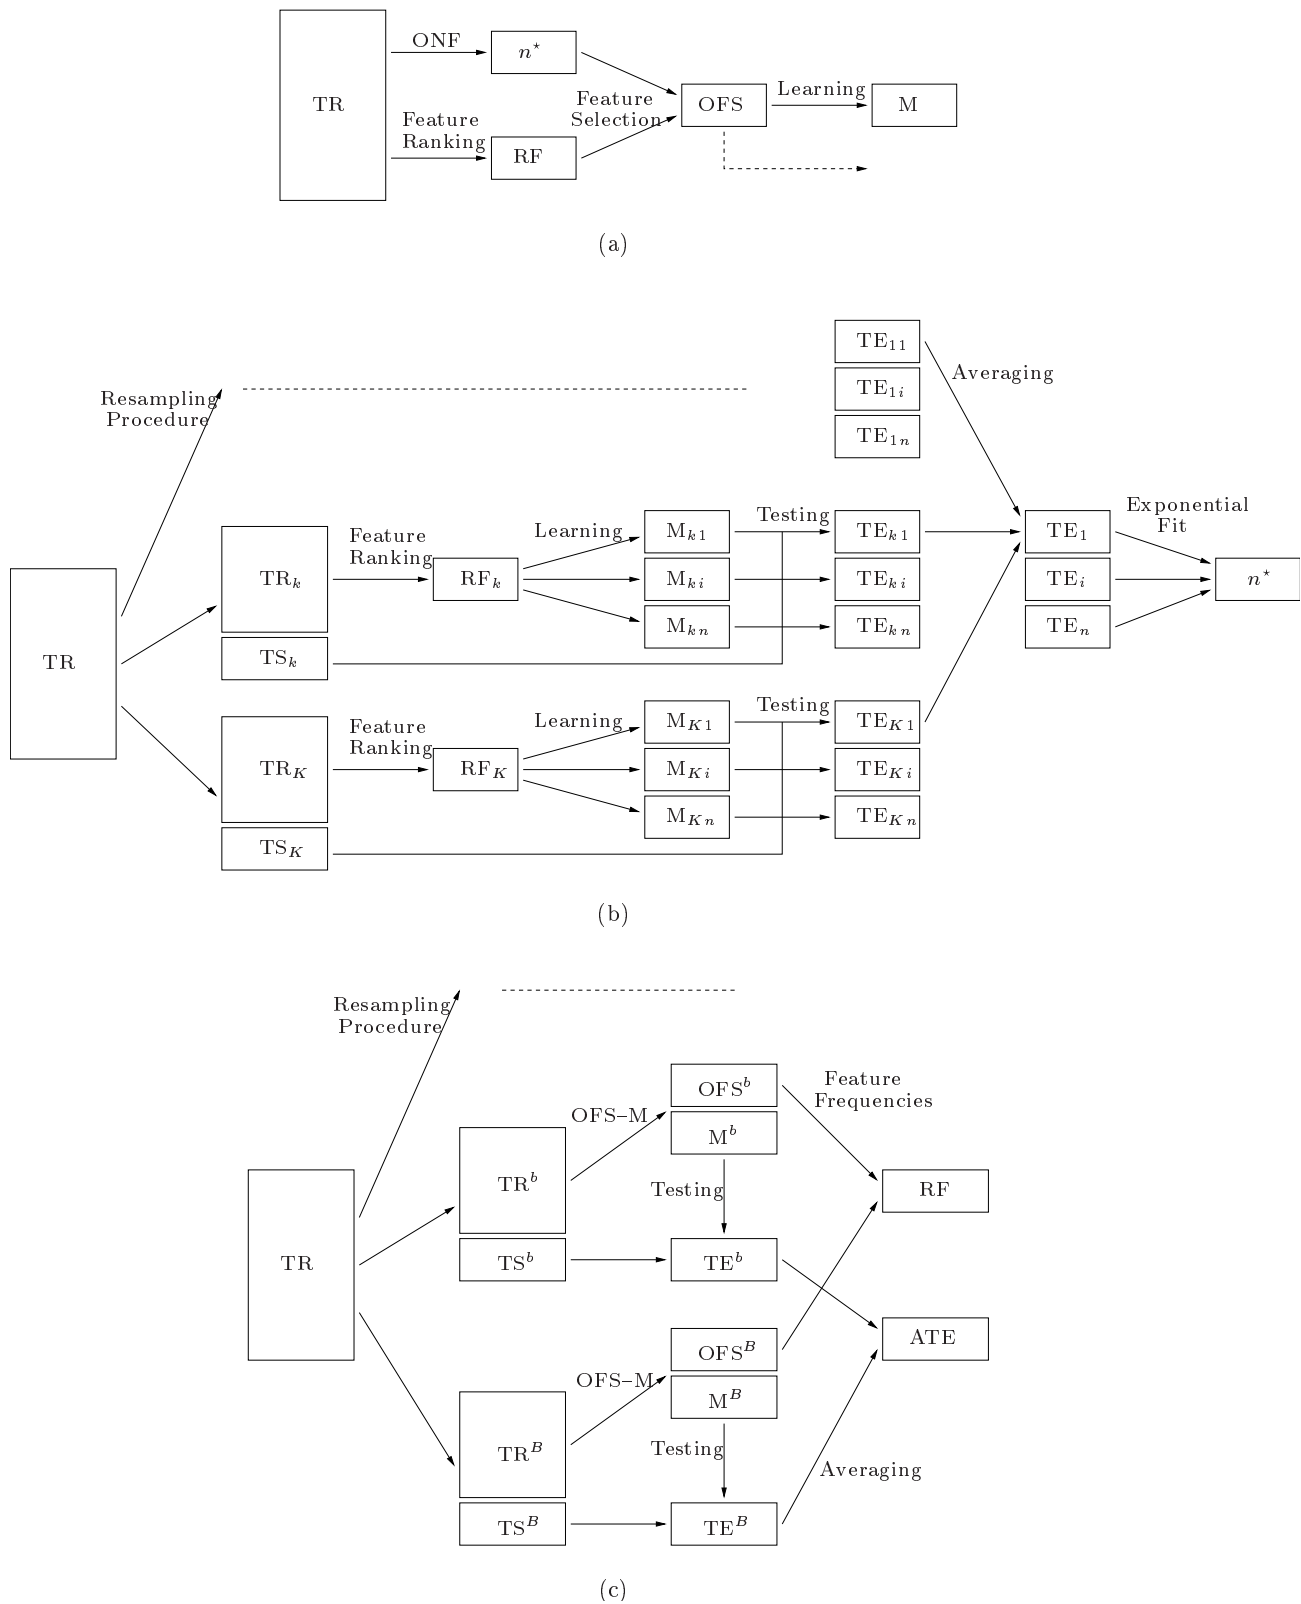 ONF
n⋆
TR
Feature
Selection
OFS
Learning
M
Feature
Ranking
RF
(a)
TE11
TE1i
TE1n
Averaging
Resampling
Procedure
Feature
Ranking
Learning
Mk1
Testing
TEk1
TE1
Exponential
Fit
TRk
RFk
Mki
TEki
TEi
n⋆
Mkn
TEkn
TEn
TR
TSk
Feature
Ranking
Learning
MK1
Testing
TEK1
TRK
RFK
MKi
TEKi
MKn
TEKn
TSK
(b)
Resampling
Procedure
OFSb
Feature
Frequencies
OFS–M
Mb
TRb
Testing
RF
TR
TSb
TEb
OFSB
ATE
OFS–M
MB
TRB
Testing
Averaging
TSB
TEB
(c)